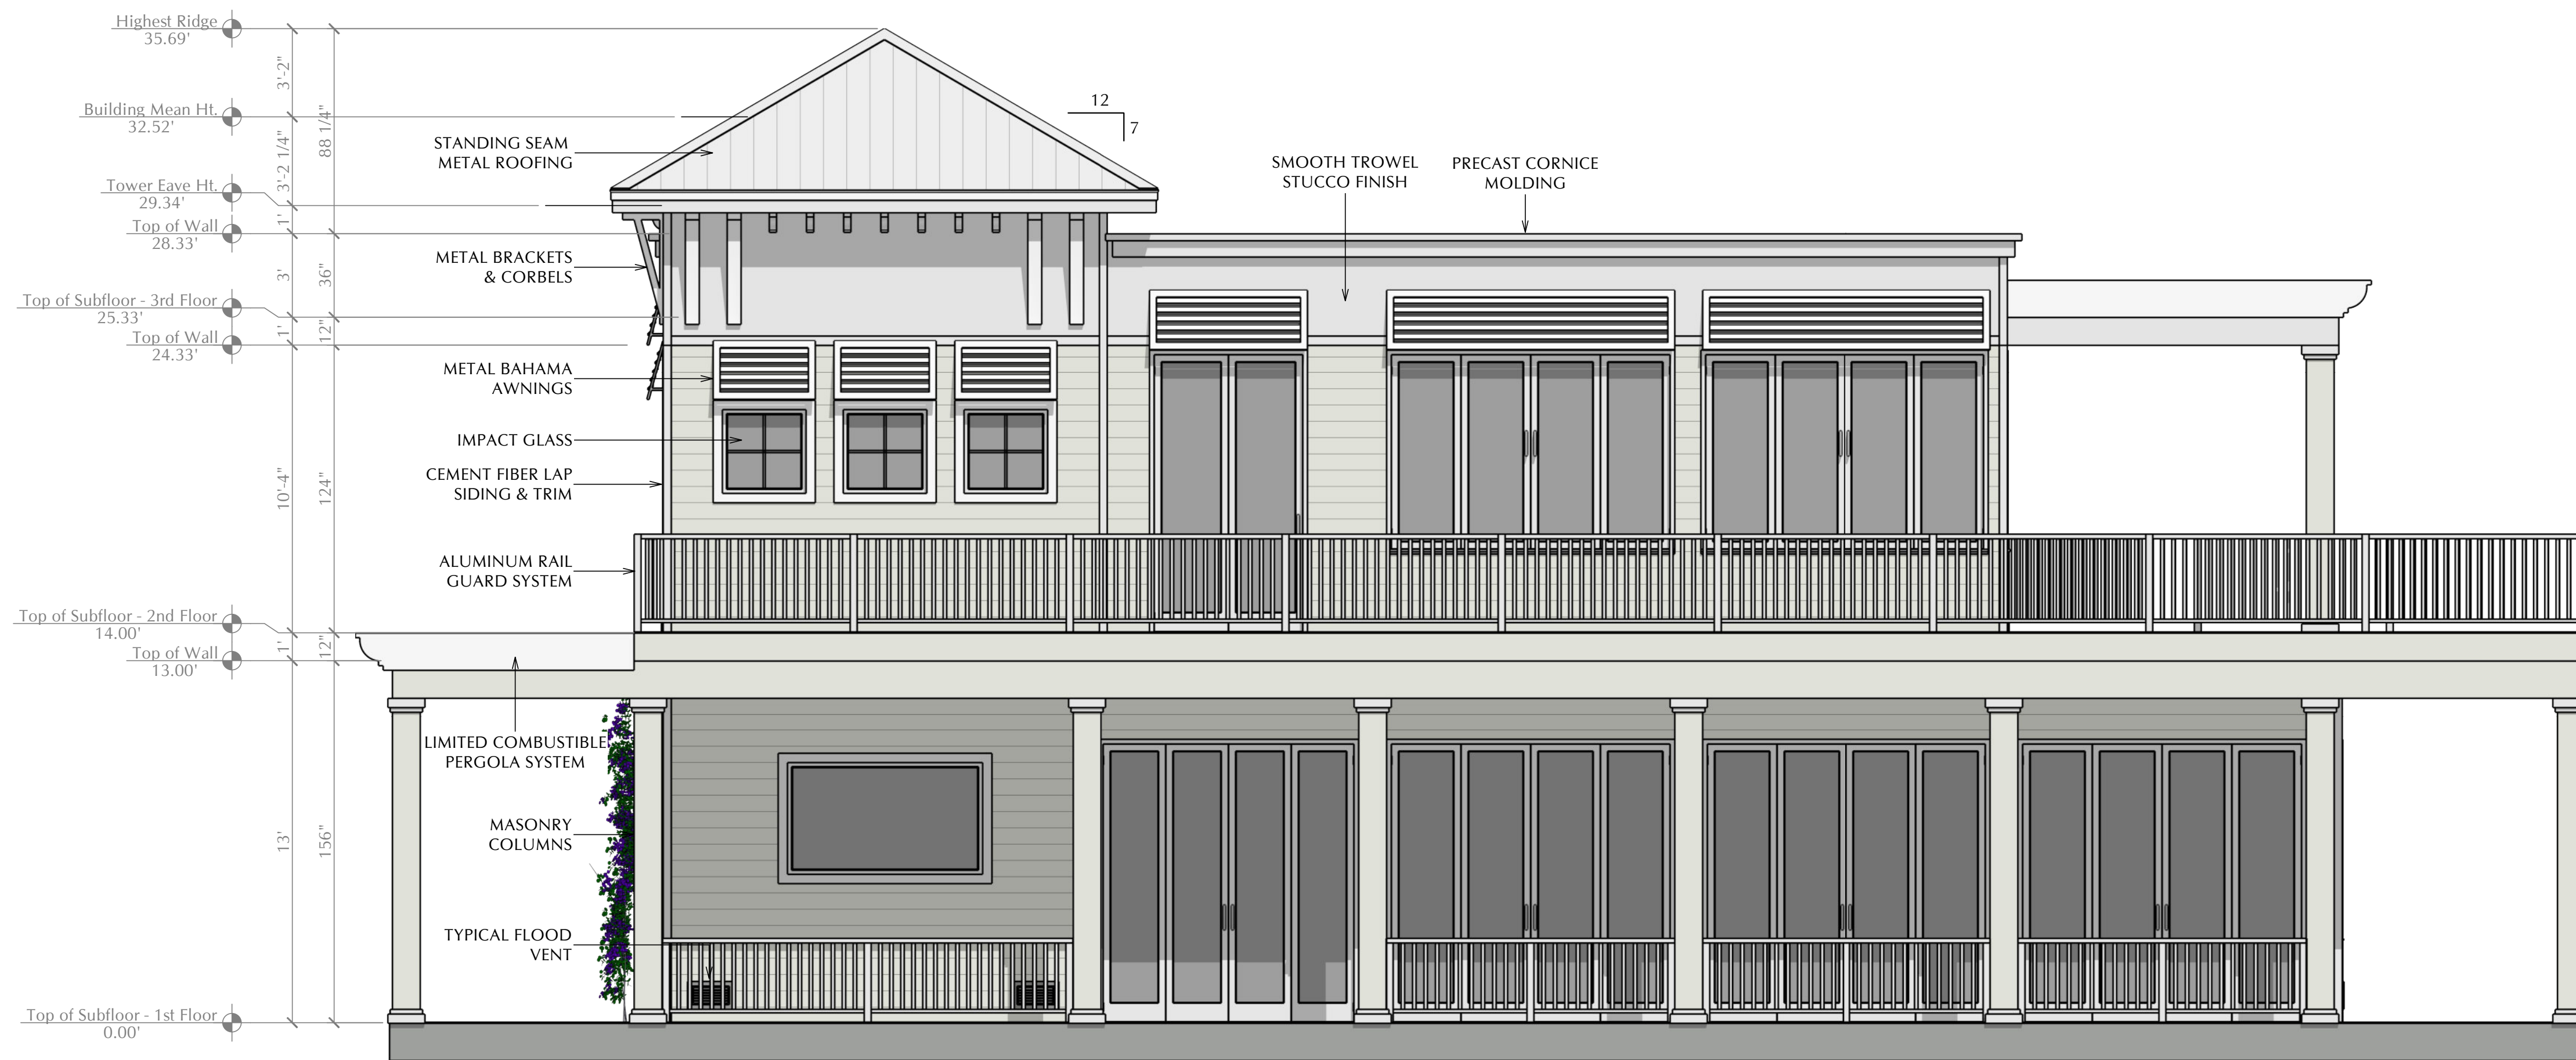 Highest Ridge
35.69'
3'-2"
Building Mean Ht.
32.52'
3'-2 1/4"
88 1/4"
Tower Eave Ht.
29.34'
1'
Top of Wall
28.33'
3'
36"
Top of Subfloor - 3rd Floor
25.33'
1'
12"
Top of Wall
24.33'
10'-4"
124"
Top of Subfloor - 2nd Floor
14.00'
1'
12"
Top of Wall
13.00'
13'
156"
Top of Subfloor - 1st Floor
0.00'
STANDING SEAM
METAL ROOFING
METAL BRACKETS
& CORBELS
METAL BAHAMA
AWNINGS
IMPACT GLASS
CEMENT FIBER LAP
SIDING & TRIM
ALUMINUM RAIL
GUARD SYSTEM
LIMITED COMBUSTIBLE
PERGOLA SYSTEM
MASONRY
COLUMNS
TYPICAL FLOOD
VENT
12
7
SMOOTH TROWEL
STUCCO FINISH
PRECAST CORNICE
MOLDING